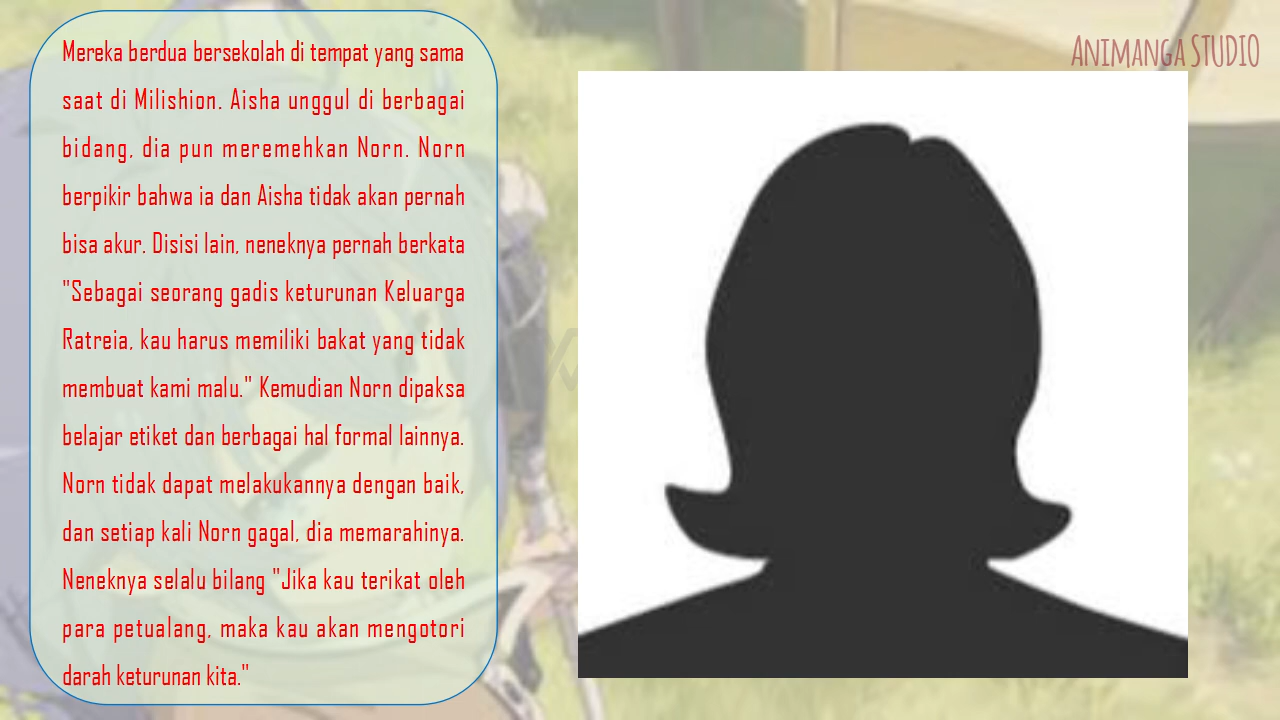 Mereka berdua bersekolah di tempat yang sama
saat di Milishion. Aisha unggul di berbagai
bidang, dia pun meremehkan Norn. Norn
berpikir bahwa ia dan Aisha tidak akan pernah
bisa akur. Disisi lain, neneknya pernah berkata
"Sebagai seorang gadis keturunan Keluarga
Ratreia, kau harus memiliki bakat yang tidak
membuat kami malu." Kemudian Norn dipaksa
belajar etiket dan berbagai hal formal lainnya.
Norn tidak dapat melakukannya dengan baik,
dan setiap kali Norn gagal, dia memarahinya.
Neneknya selalu bilang "Jika kau terikat oleh
para petualang, maka kau akan mengotori
darah keturunan kita."
ANIMANGA STUDIO